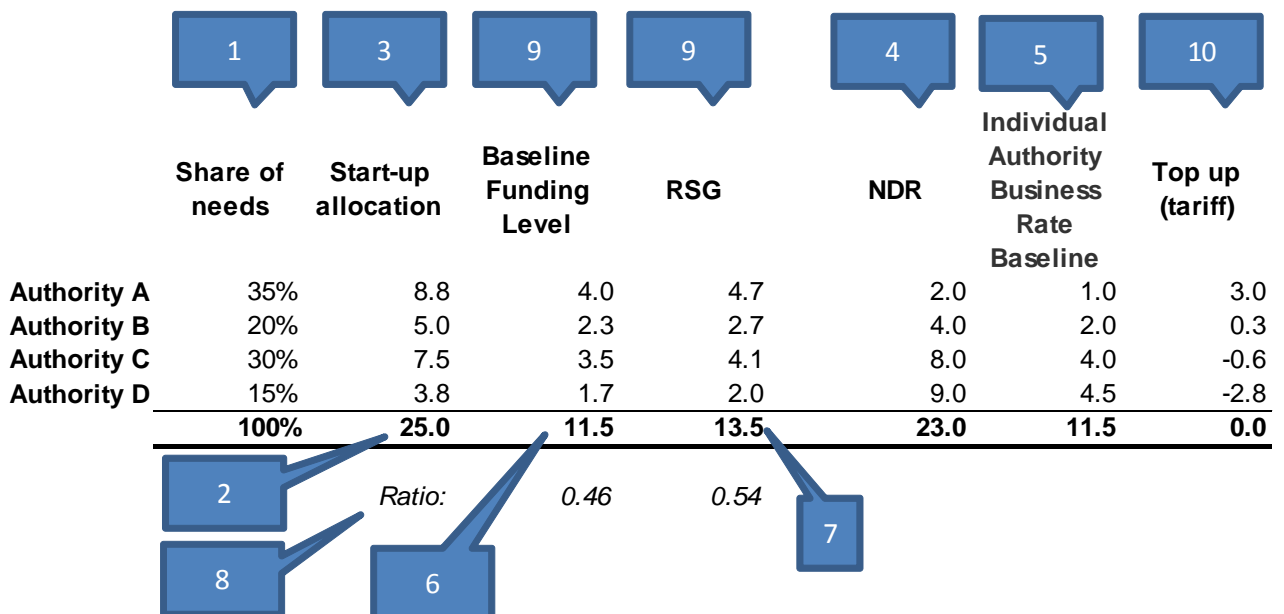 1 3 9 9 4 5 10
Share of needs Start-up allocation Baseline Funding Level RSG NDR Individual Authority Business Rate Baseline Top up (tariff)
Authority A 35% 8.8 4.0 4.7 2.0 1.0 3.0
Authority B 20% 5.0 2.3 2.7 4.0 2.0 0.3
Authority C 30% 7.5 3.5 4.1 8.0 4.0 -0.6
Authority D 15% 3.8 1.7 2.0 9.0 4.5 -2.8
100% 25.0 11.5 13.5 23.0 11.5 0.0
2 Ratio: 0.46 0.54
7
8 6